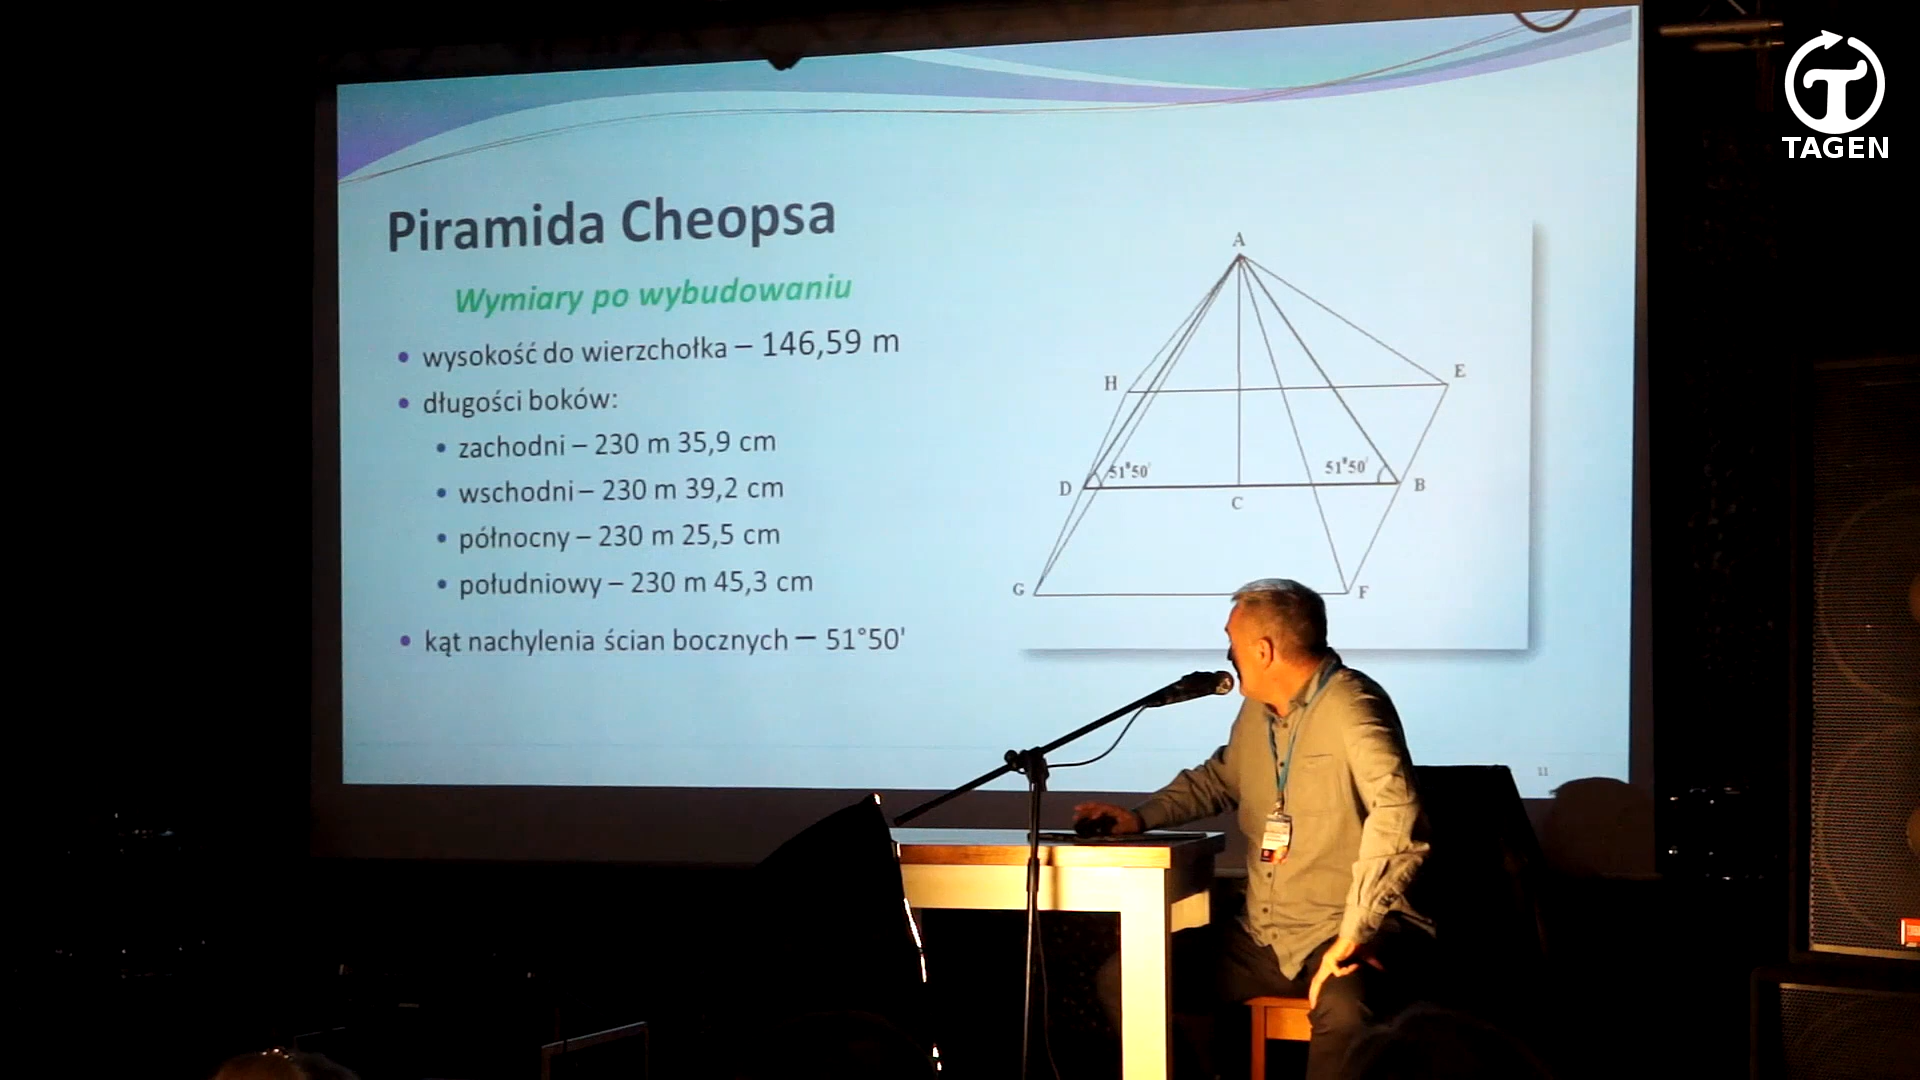 TAGEN
Piramida Cheopsa
Wymiary po wybudowaniu
• wysokość do wierzchołka – 146,59 m
• długości boków:
• zachodni – 230 m 35,9 cm
• wschodni – 230 m 39,2 cm
• północny – 230 m 25,5 cm
• południowy – 230 m 45,3 cm
• kąt nachylenia ścian bocznych – 51°50'
A
H
E
51°50'
51°50'
D
C
B
G
F
11